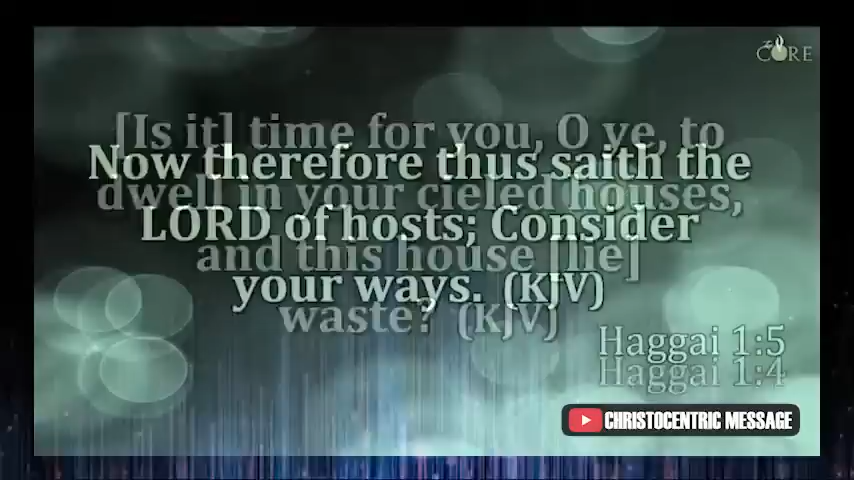 CORE
[Is it] time for you, O ye, to
Now therefore thus saith the
dwell in your cieled houses,
LORD of hosts; Consider
and this house [lie]
your ways. (KJV)
waste? (KJV)
Haggai 1:5
Haggai 1:4
CHRISTOCENTRIC MESSAGE